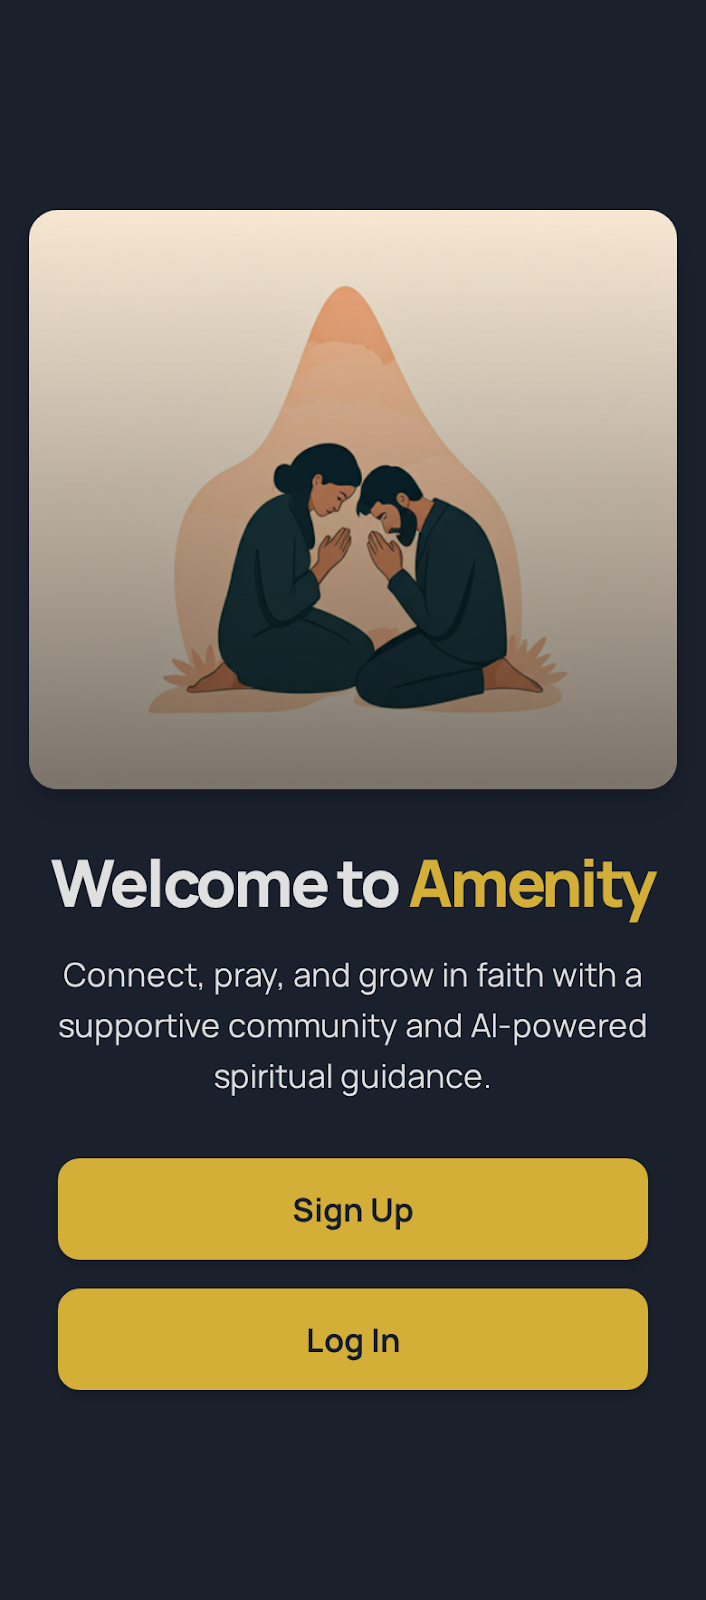 Welcome to Amenity
Connect, pray, and grow in faith with a
supportive community and AI-powered
spiritual guidance.
Sign Up
Log In